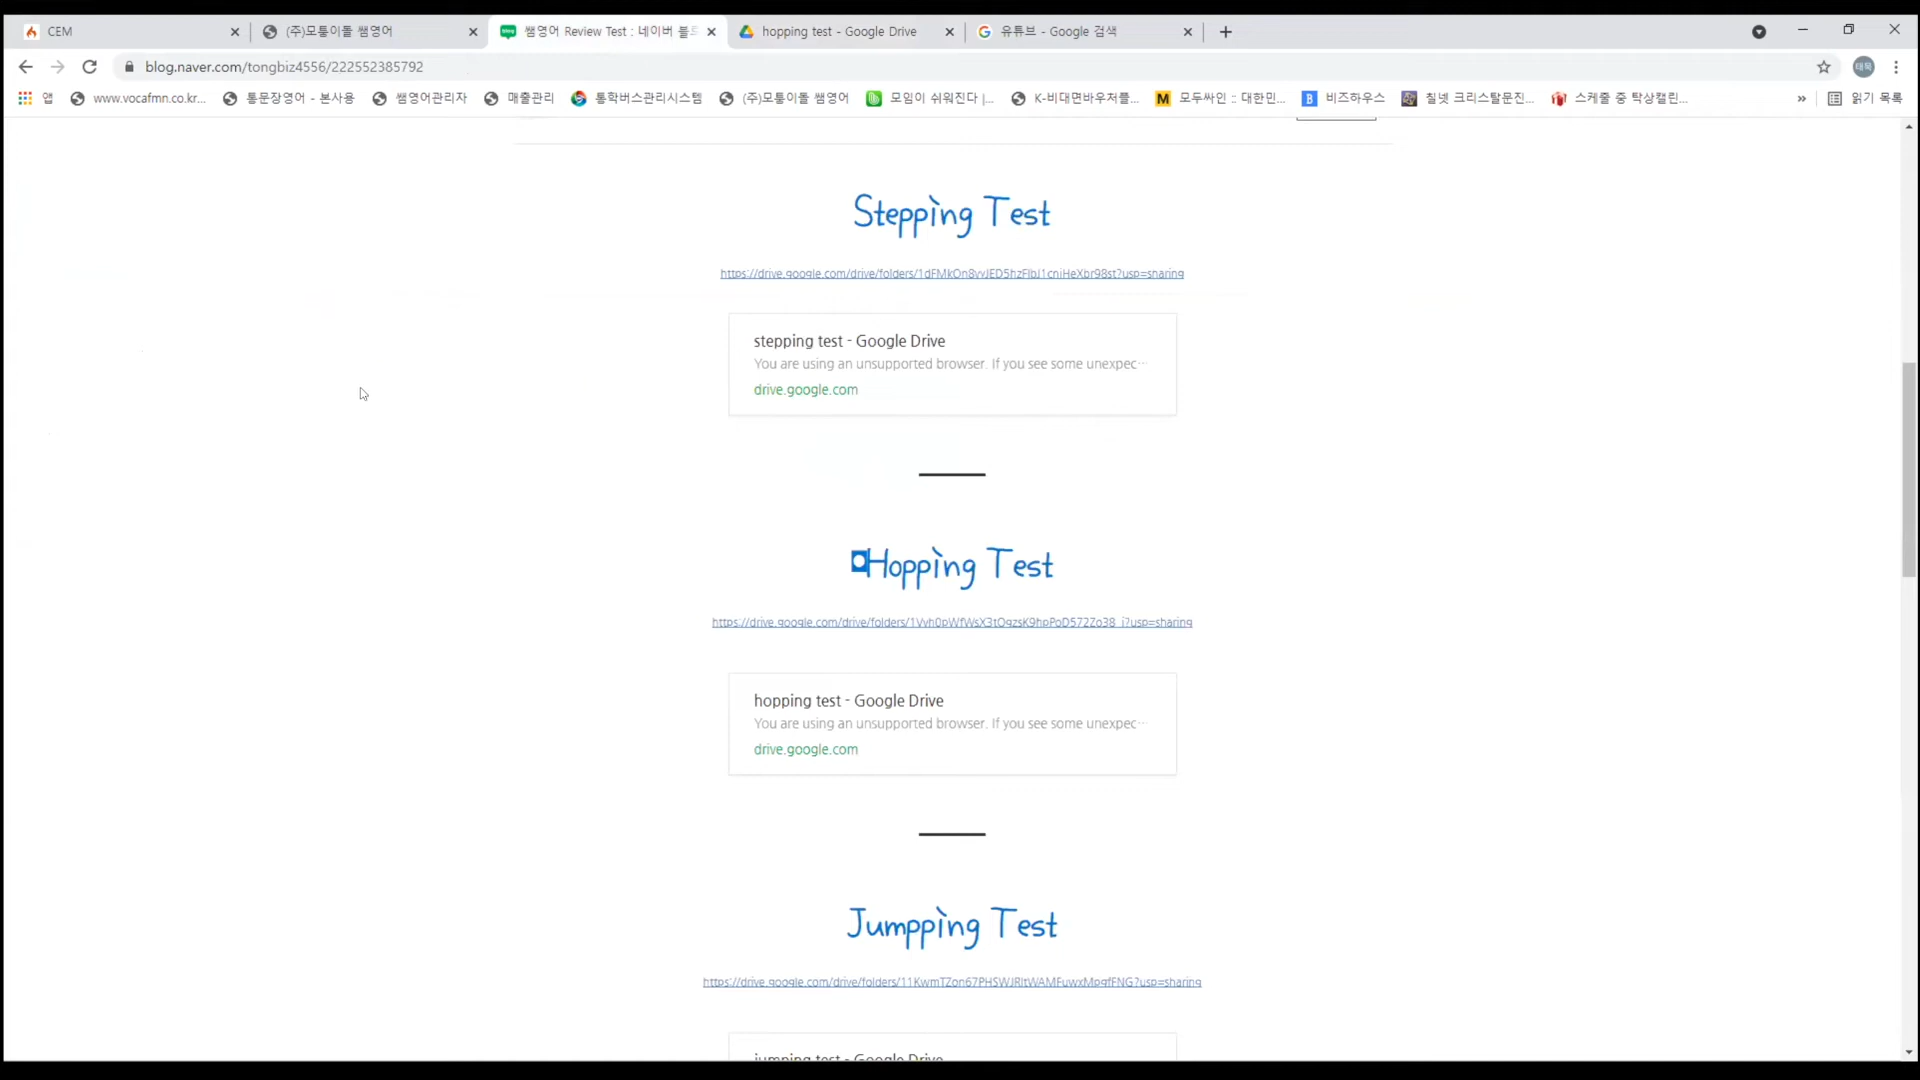 CEM
(주)모퉁이돌 쌤영어
쌤영어 Review Test : 네이버 블로
hopping test - Google Drive
유튜브 - Google 검색
blog.naver.com/tongbiz4556/222552385792
태욱
앱
www.vocafmn.co.kr...
통문장영어 - 본사용
쌤영어관리자
매출관리
통학버스관리시스템
(주)모퉁이돌 쌤영어
모임이 쉬워진다 |...
K-비대면바우처플...
모두싸인 :: 대한민...
비즈하우스
칠넷 크리스탈문진...
스케줄 중 탁상캘린...
»
읽기 목록
Stepping Test
stepping test - Google Drive
You are using an unsupported browser. If you see some unexpec…
drive.google.com
Hopping Test
hopping test - Google Drive
You are using an unsupported browser. If you see some unexpec…
drive.google.com
Jumpping Test
jumping test - Google Drive